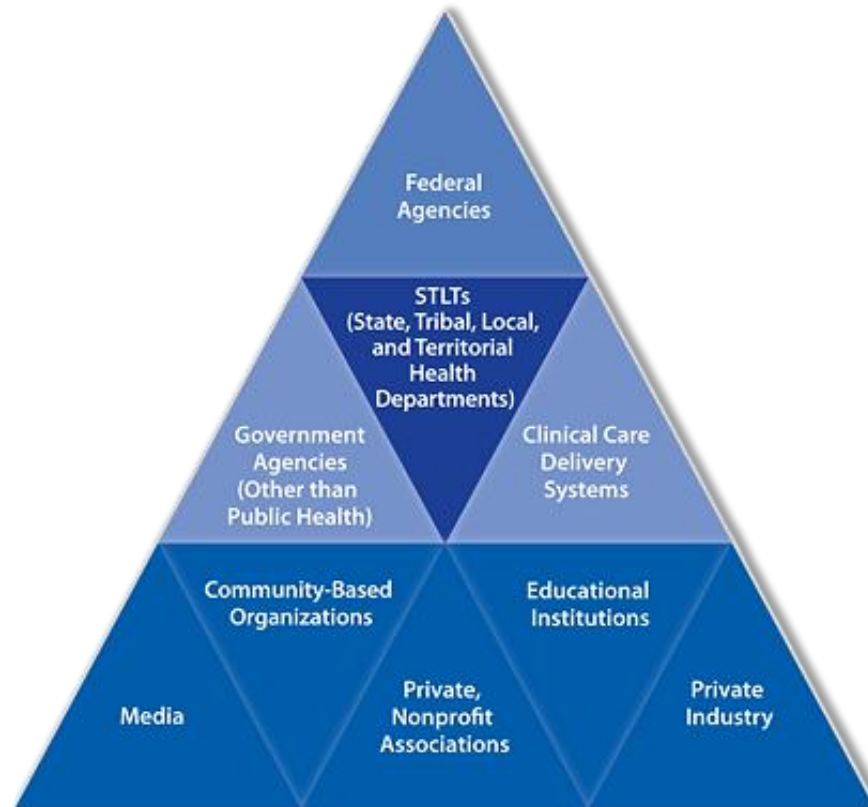 Federal
Agencies
STLTs
(State, Tribal, Local,
and Territorial
Health
Departments)
Government
Agencies
(Other than
Public Health)
Clinical Care
Delivery
Systems
Community-Based
Organizations
Educational
Institutions
Media
Private,
Nonprofit
Associations
Private
Industry